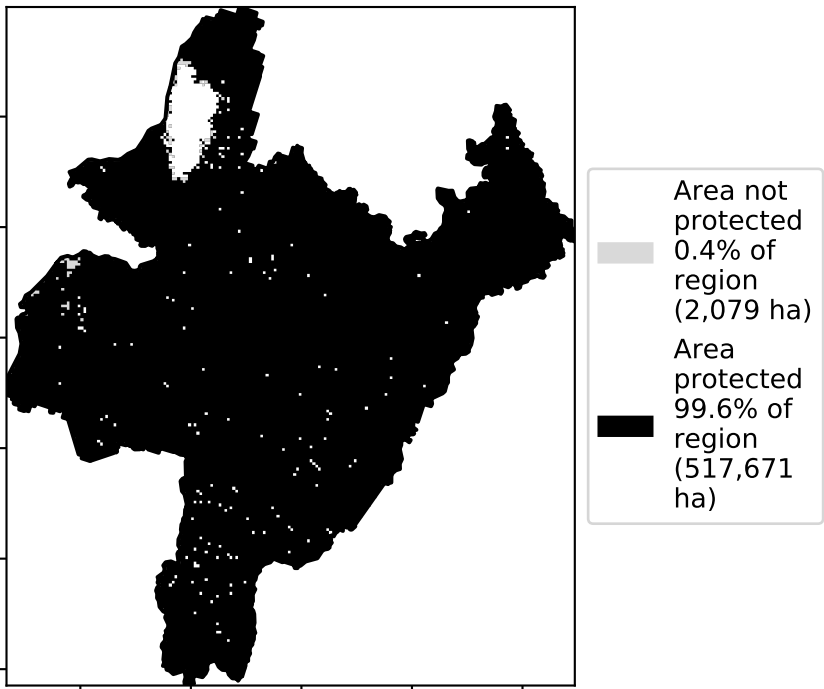 Area not
protected
0.4% of
region
(2,079 ha)
Area
protected
99.6% of
region
(517,671
ha)